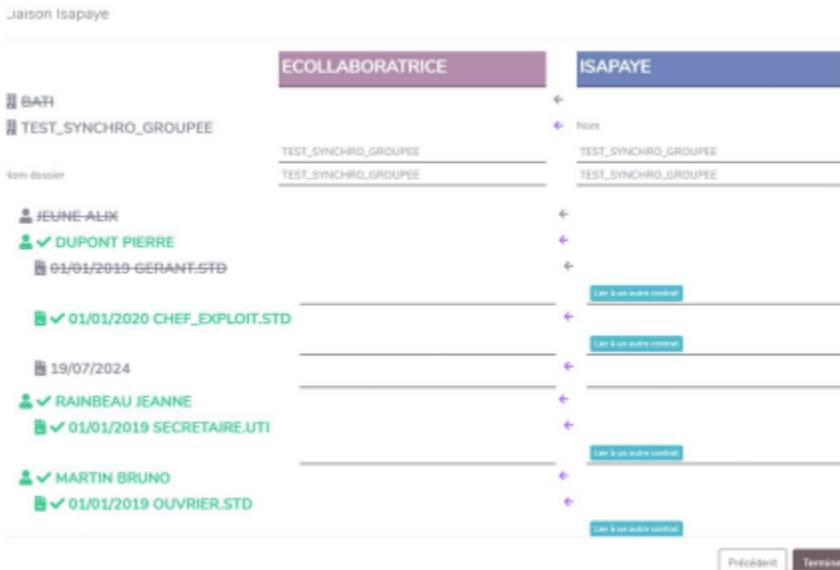 Liaison Isapaye
ECOLLABORATRICE ISAPAYE
BATI
TEST_SYNCHRO_GROUPEE Nom
TEST_SYNCHRO_GROUPEE TEST_SYNCHRO_GROUPEE
Nom dossier TEST_SYNCHRO_GROUPEE TEST_SYNCHRO_GROUPEE
JEUNE ALIX
DUPONT PIERRE
01/01/2019 GERANT.STD
Lier à un autre contrat
01/01/2020 CHEF_EXPLOIT.STD
Lier à un autre contrat
19/07/2024
RAINBEAU JEANNE
01/01/2019 SECRETAIRE.UTI
Lier à un autre contrat
MARTIN BRUNO
01/01/2019 OUVRIER.STD
Lier à un autre contrat
Précédent Termine